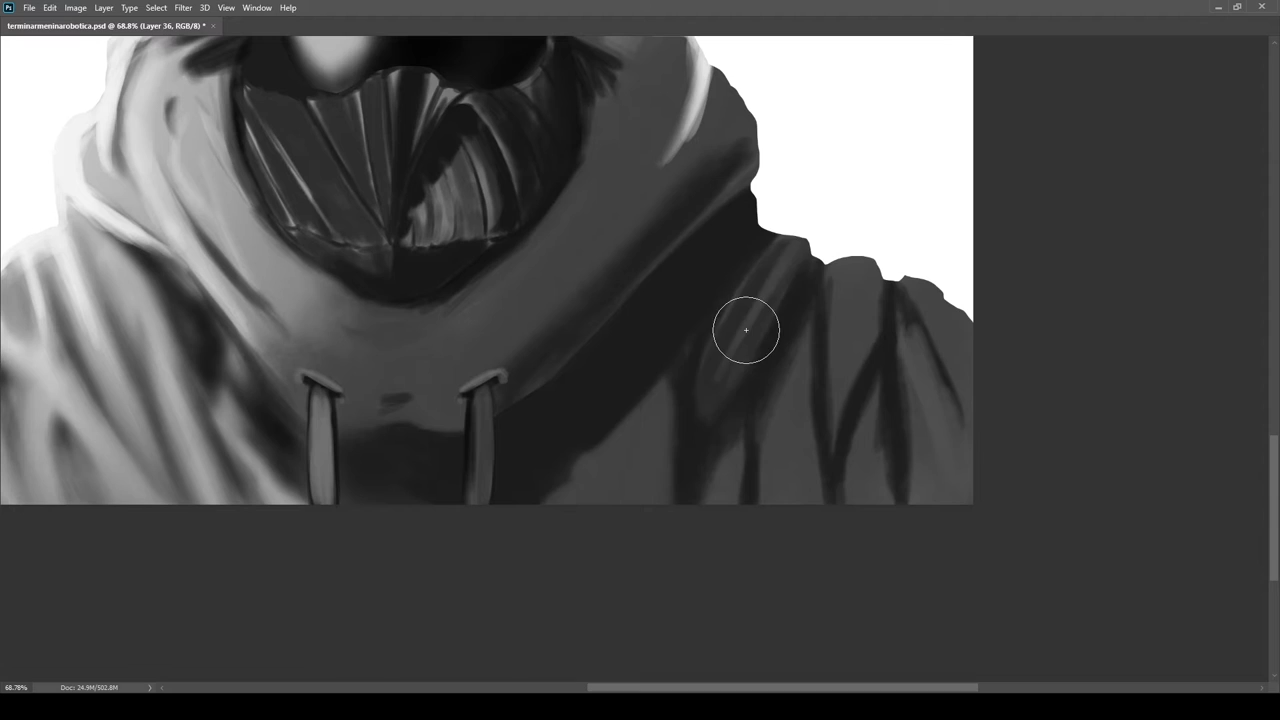 Ps File Edit Image Layer Type Select Filter 3D View Window Help
terminarmeninarobotica.psd @ 68.8% (Layer 36, RGB/8) *
68.78% Doc: 24.9M/502.8M